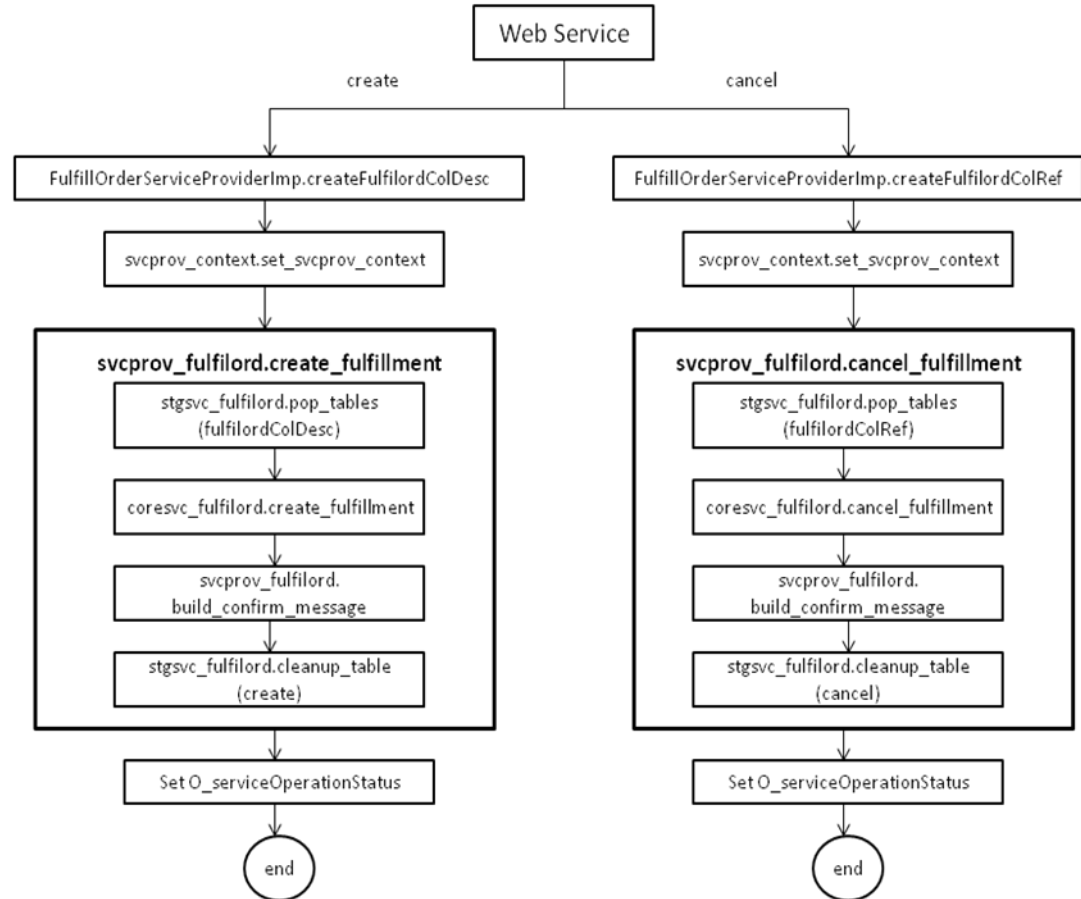 Web Service
create
cancel
FulfillOrderServiceProviderImp.createFulfilordColDesc
svcprov_context.set_svcprov_context
svcprov_fulfilord.create_fulfillment
stgsvc_fulfilord.pop_tables
(fulfilordColDesc)
coresvc_fulfilord.create_fulfillment
svcprov_fulfilord.
build_confirm_message
stgsvc_fulfilord.cleanup_table
(create)
Set O_serviceOperationStatus
end
FulfillOrderServiceProviderImp.createFulfilordColRef
svcprov_context.set_svcprov_context
svcprov_fulfilord.cancel_fulfillment
stgsvc_fulfilord.pop_tables
(fulfilordColRef)
coresvc_fulfilord.cancel_fulfillment
svcprov_fulfilord.
build_confirm_message
stgsvc_fulfilord.cleanup_table
(cancel)
Set O_serviceOperationStatus
end